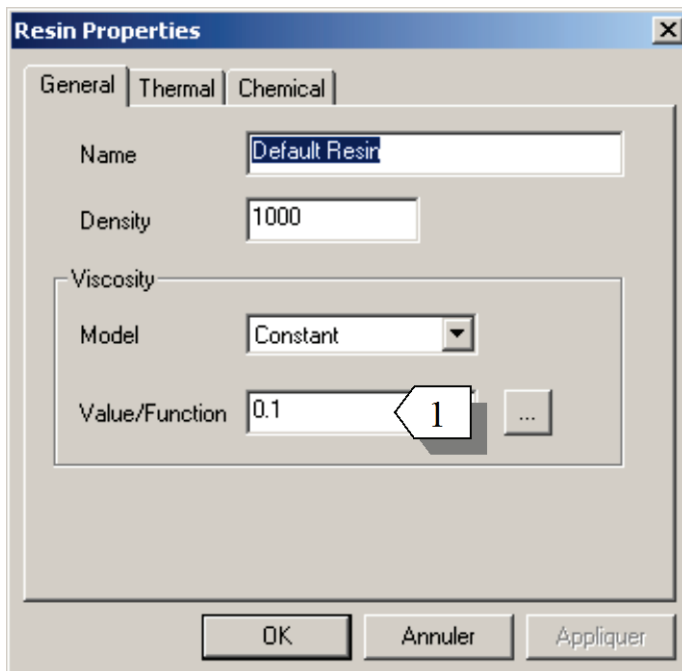 Resin Properties
General Thermal Chemical
Name Default Resin
Density 1000
Viscosity
Model Constant
Value/Function 0.1 1 ...
OK Annuler Appliquer